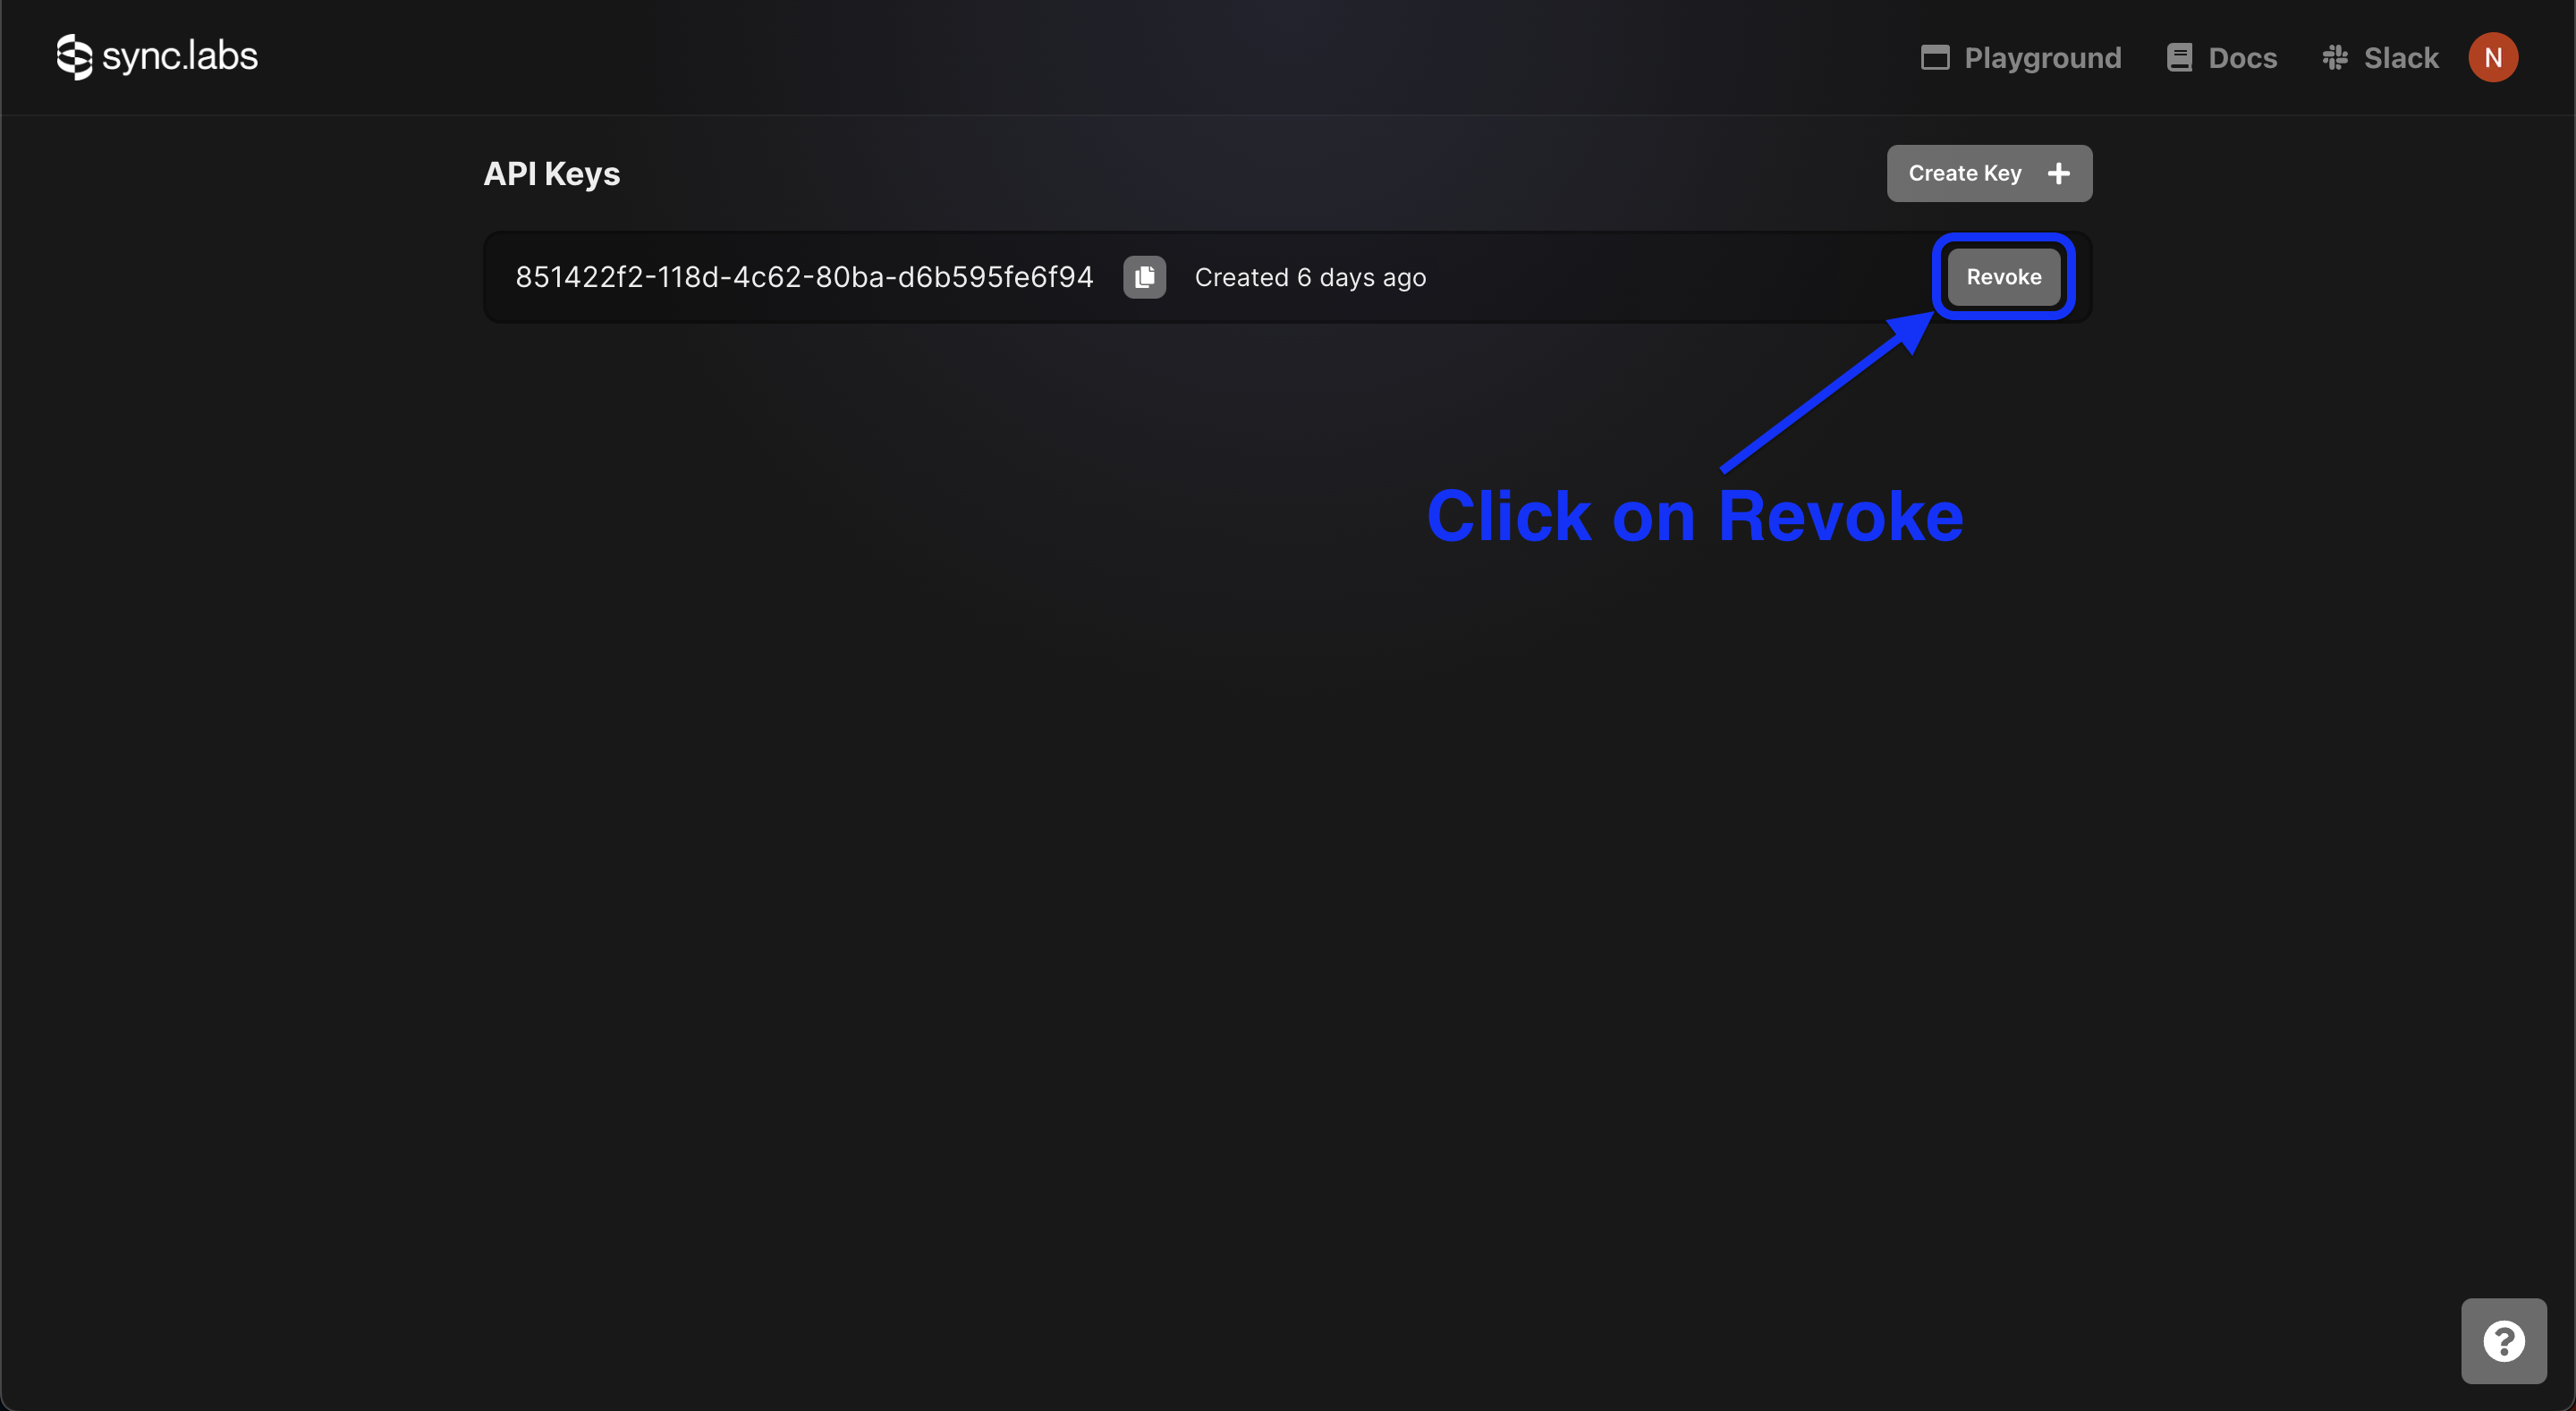 sync.labs
Playground
Docs
Slack
N
API Keys
Create Key
851422f2-118d-4c62-80ba-d6b595fe6f94
Created 6 days ago
Revoke
Click on Revoke